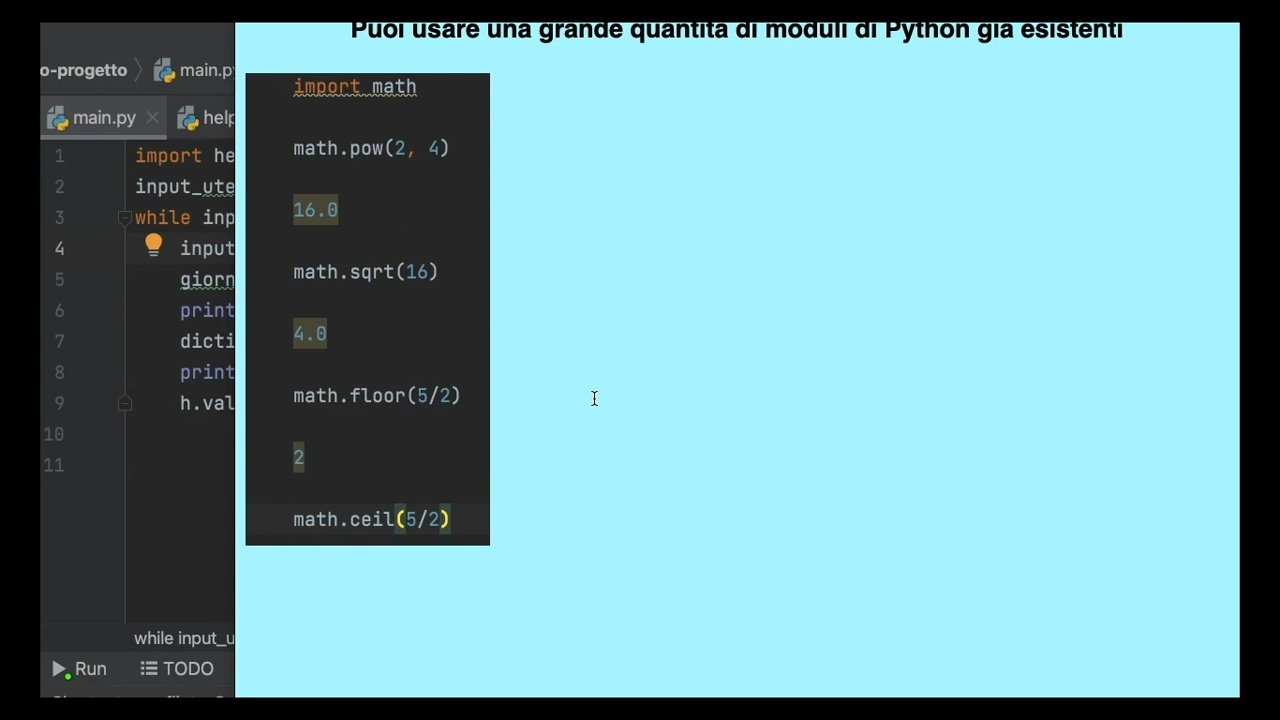 Puoi usare una grande quantità di moduli di Python già esistenti
o-progetto
main.py
main.py
help
1 import he
2 input_ute
3 while inp
4 input
5 giorn
6 print
7 dicti
8 print
9 h.val
10
11
while input_u
Run
TODO
import math
math.pow(2, 4)
16.0
math.sqrt(16)
4.0
math.floor(5/2)
2
math.ceil(5/2)